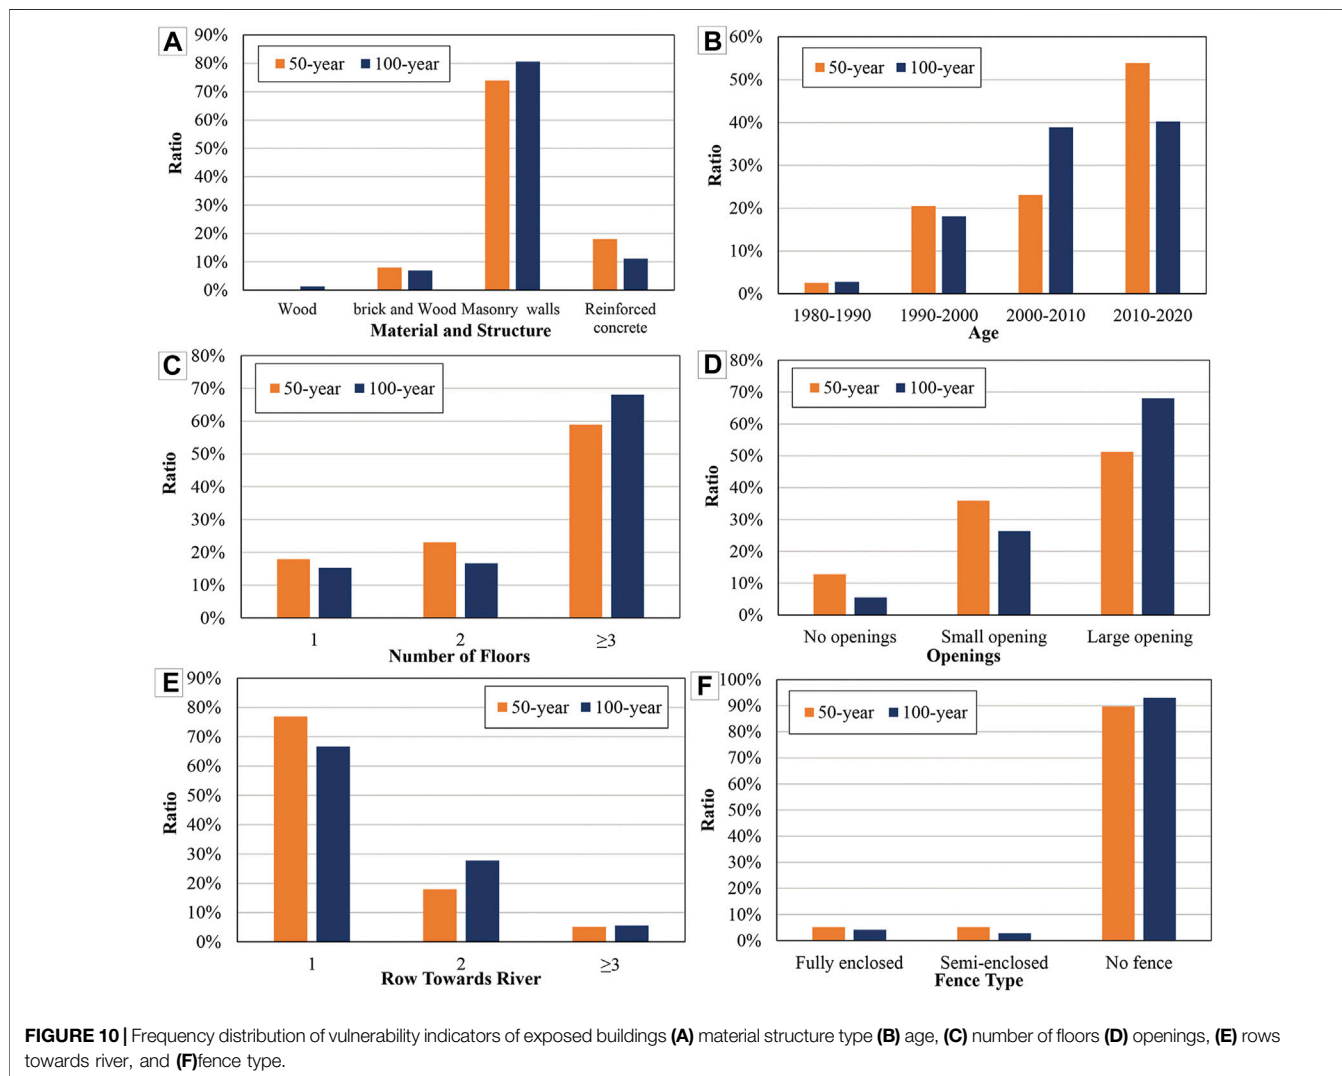 A
90%
80%
70%
60%
50%
40%
30%
20%
10%
0%
Ratio
50-year 100-year
Wood brick and Wood Masonry walls Reinforced concrete
Material and Structure
B
60%
50%
40%
30%
20%
10%
0%
Ratio
50-year 100-year
1980-1990 1990-2000 2000-2010 2010-2020
Age
C
80%
70%
60%
50%
40%
30%
20%
10%
0%
Ratio
50-year 100-year
1 2 ≥3
Number of Floors
D
80%
70%
60%
50%
40%
30%
20%
10%
0%
Ratio
50-year 100-year
No openings Small opening Large opening
Openings
E
90%
80%
70%
60%
50%
40%
30%
20%
10%
0%
Ratio
50-year 100-year
1 2 ≥3
Row Towards River
F
100%
90%
80%
70%
60%
50%
40%
30%
20%
10%
0%
Ratio
50-year 100-year
Fully enclosed Semi-enclosed No fence
Fence Type
FIGURE 10 | Frequency distribution of vulnerability indicators of exposed buildings (A) material structure type (B) age, (C) number of floors (D) openings, (E) rows
towards river, and (F)fence type.